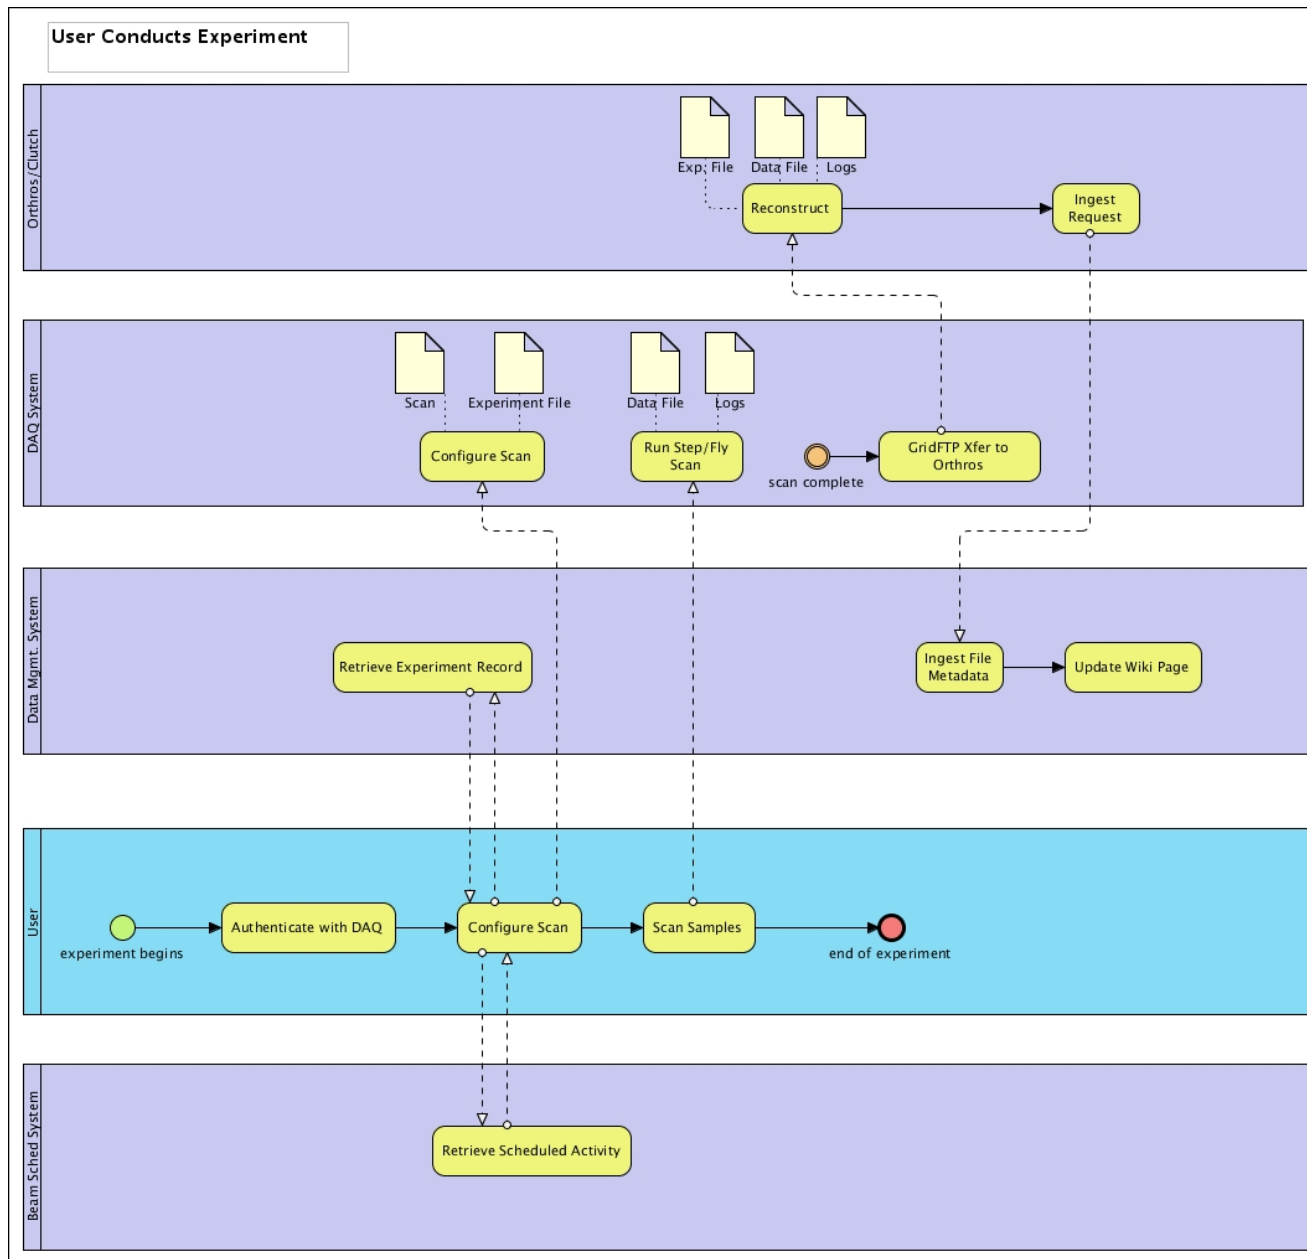 User Conducts Experiment
Orthros/Clutch
Exp. File
Data File
Logs
Reconstruct
Ingest
Request
DAQ System
Scan
Experiment File
Data File
Logs
Configure Scan
Run Step/Fly
Scan
scan complete
GridFTP Xfer to
Orthros
Data Mgmt. System
Retrieve Experiment Record
Ingest File
Metadata
Update Wiki Page
User
experiment begins
Authenticate with DAQ
Configure Scan
Scan Samples
end of experiment
Beam Sched System
Retrieve Scheduled Activity